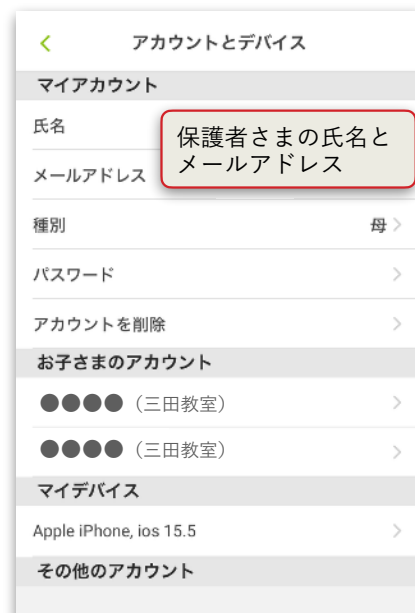 アカウントとデバイス
マイアカウント
氏名
保護者さまの氏名と
メールアドレス
メールアドレス
種別 母
パスワード
アカウントを削除
お子さまのアカウント
●●●●（三田教室）
●●●●（三田教室）
マイデバイス
Apple iPhone, ios 15.5
その他のアカウント